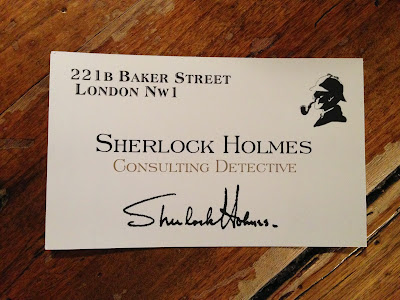 221B BAKER STREET
LONDON NW1
SHERLOCK HOLMES
CONSULTING DETECTIVE
Sherlock Holmes.